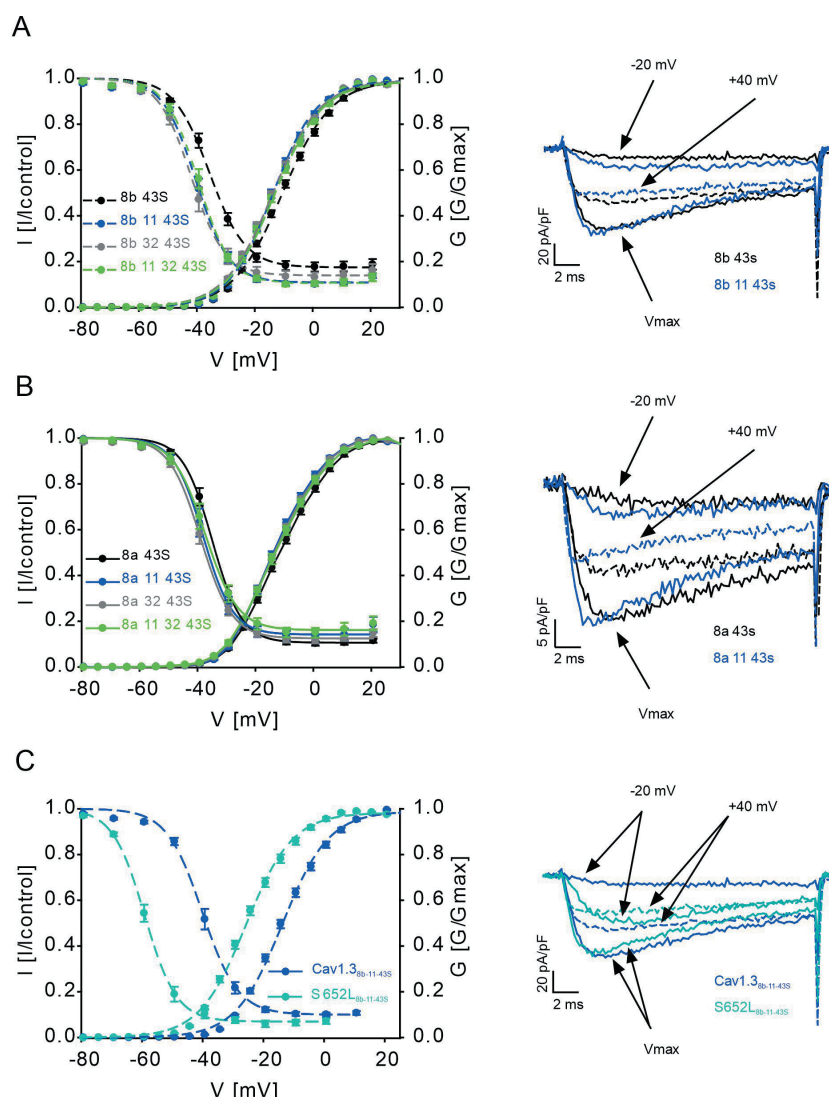 A
I [I/Icontrol]
1.0
0.8
0.6
0.4
0.2
0.0
8b 43S
8b 11 43S
8b 32 43S
8b 11 32 43S
1.0
0.8
0.6
0.4
0.2
0.0
G [G/Gmax]
-80 -60 -40 -20 0 20
V [mV]
-20 mV
+40 mV
20 pA/pF
2 ms
8b 43s
8b 11 43s
Vmax
B
I [I/Icontrol]
1.0
0.8
0.6
0.4
0.2
0.0
8a 43S
8a 11 43S
8a 32 43S
8a 11 32 43S
1.0
0.8
0.6
0.4
0.2
0.0
G [G/Gmax]
-80 -60 -40 -20 0 20
V [mV]
-20 mV
+40 mV
5 pA/pF
2 ms
8a 43s
8a 11 43s
Vmax
C
I [I/Icontrol]
1.0
0.8
0.6
0.4
0.2
0.0
Cav1.38b-11-43S
S652L8b-11-43S
1.0
0.8
0.6
0.4
0.2
0.0
G [G/Gmax]
-80 -60 -40 -20 0 20
V [mV]
-20 mV
+40 mV
20 pA/pF
2 ms
Cav1.38b-11-43S
S652L8b-11-43S
Vmax